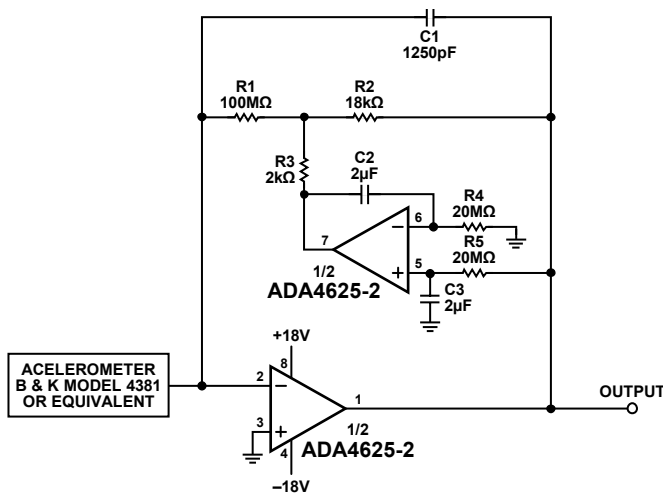 C1
1250pF
R1
100MΩ
R2
18kΩ
R3
2kΩ
C2
2μF
R4
20MΩ
6
7
5
R5
20MΩ
1/2
ADA4625-2
C3
2μF
+18V
ACELEROMETER
B & K MODEL 4381
OR EQUIVALENT
8
2
1
3
4
1/2
ADA4625-2
–18V
OUTPUT